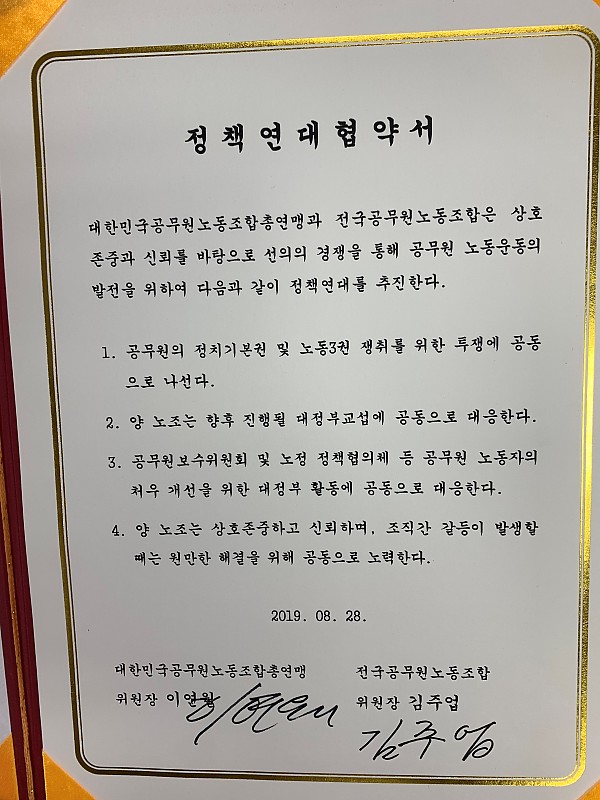 정책연대협약서
대한민국공무원노동조합총연맹과 전국공무원노동조합은 상호
존중과 신뢰를 바탕으로 선의의 경쟁을 통해 공무원 노동운동의
발전을 위하여 다음과 같이 정책연대를 추진한다.
1. 공무원의 정치기본권 및 노동3권 쟁취를 위한 투쟁에 공동
으로 나선다.
2. 양 노조는 향후 진행될 대정부교섭에 공동으로 대응한다.
3. 공무원보수위원회 및 노정 정책협의체 등 공무원 노동자의
처우 개선을 위한 대정부 활동에 공동으로 대응한다.
4. 양 노조는 상호존중하고 신뢰하며, 조직간 갈등이 발생할
때는 원만한 해결을 위해 공동으로 노력한다.
2019. 08. 28.
대한민국공무원노동조합총연맹
위원장 이연월
전국공무원노동조합
위원장 김주업
김주업